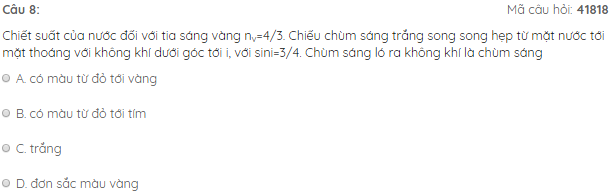 Câu 8: Mã câu hỏi: 41818
Chiết suất của nước đối với tia sáng vàng nv=4/3. Chiếu chùm sáng trắng song song hẹp từ mặt nước tới
mặt thoáng với không khí dưới góc tới i, với sini=3/4. Chùm sáng ló ra không khí là chùm sáng
A. có màu từ đỏ tới vàng
B. có màu từ đỏ tới tím
C. trắng
D. đơn sắc màu vàng